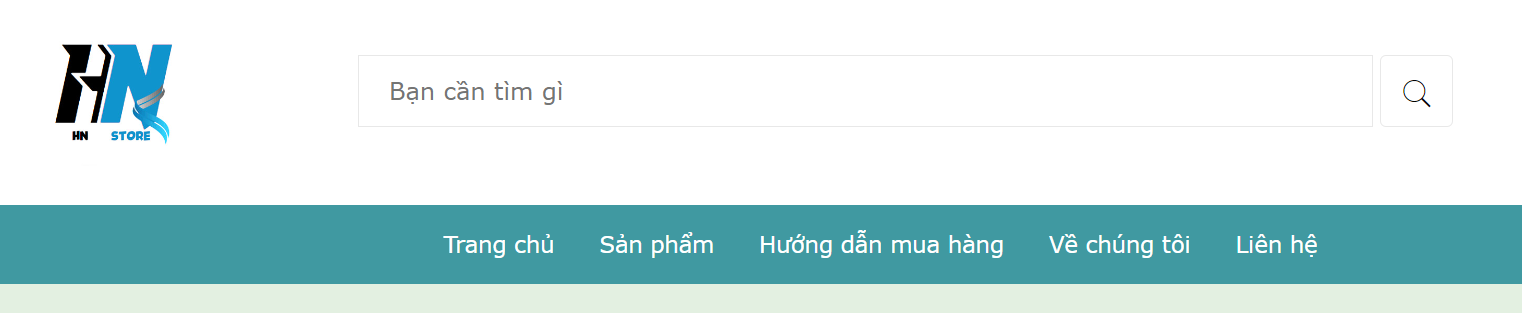 HN
HN STORE
Bạn cần tìm gì
Trang chủ Sản phẩm Hướng dẫn mua hàng Về chúng tôi Liên hệ